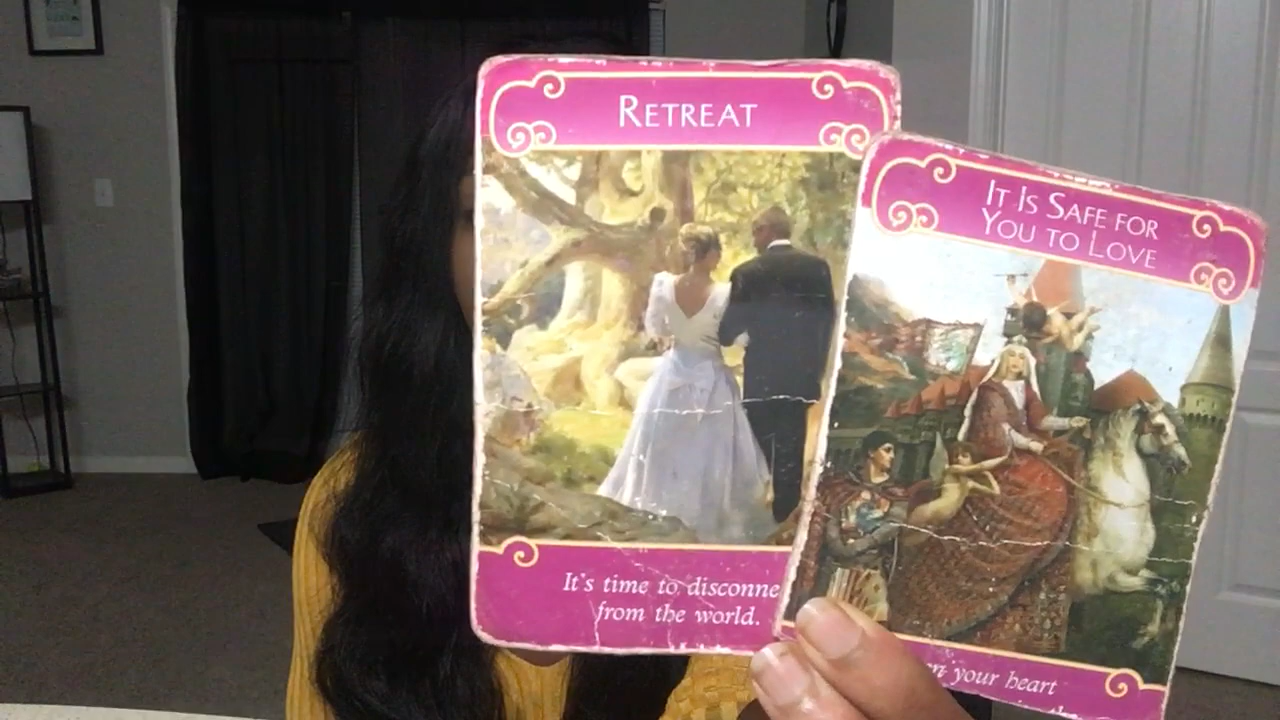 RETREAT
It's time to disconne
from the world.
IT IS SAFE FOR
YOU TO LOVE
your heart